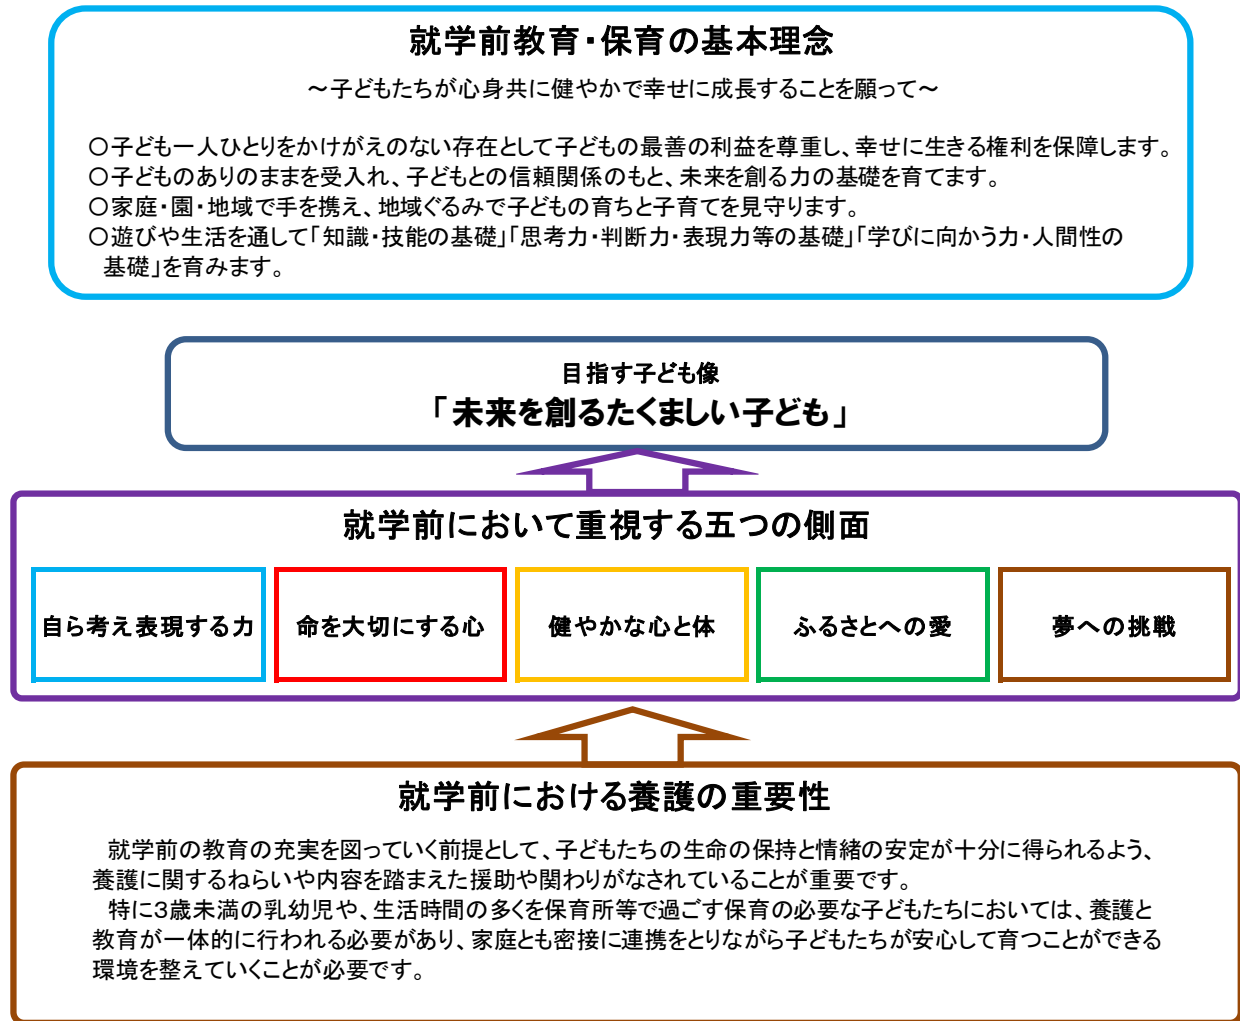 就学前教育・保育の基本理念
～子どもたちが心身共に健やかで幸せに成長することを願って～
○子ども一人ひとりをかけがえのない存在として子どもの最善の利益を尊重し、幸せに生きる権利を保障します。
○子どものありのままを受入れ、子どもとの信頼関係のもと、未来を創る力の基礎を育てます。
○家庭・園・地域で手を携え、地域ぐるみで子どもの育ちと子育てを見守ります。
○遊びや生活を通して「知識・技能の基礎」「思考力・判断力・表現力等の基礎」「学びに向かう力・人間性の
基礎」を育みます。
目指す子ども像
「未来を創るたくましい子ども」
就学前において重視する五つの側面
自ら考え表現する力
命を大切にする心
健やかな心と体
ふるさとへの愛
夢への挑戦
就学前における養護の重要性
就学前の教育の充実を図っていく前提として、子どもたちの生命の保持と情緒の安定が十分に得られるよう、
養護に関するねらいや内容を踏まえた援助や関わりがなされていることが重要です。
特に３歳未満の乳幼児や、生活時間の多くを保育所等で過ごす保育の必要な子どもたちにおいては、養護と
教育が一体的に行われる必要があり、家庭とも密接に連携をとりながら子どもたちが安心して育つことができる
環境を整えていくことが必要です。